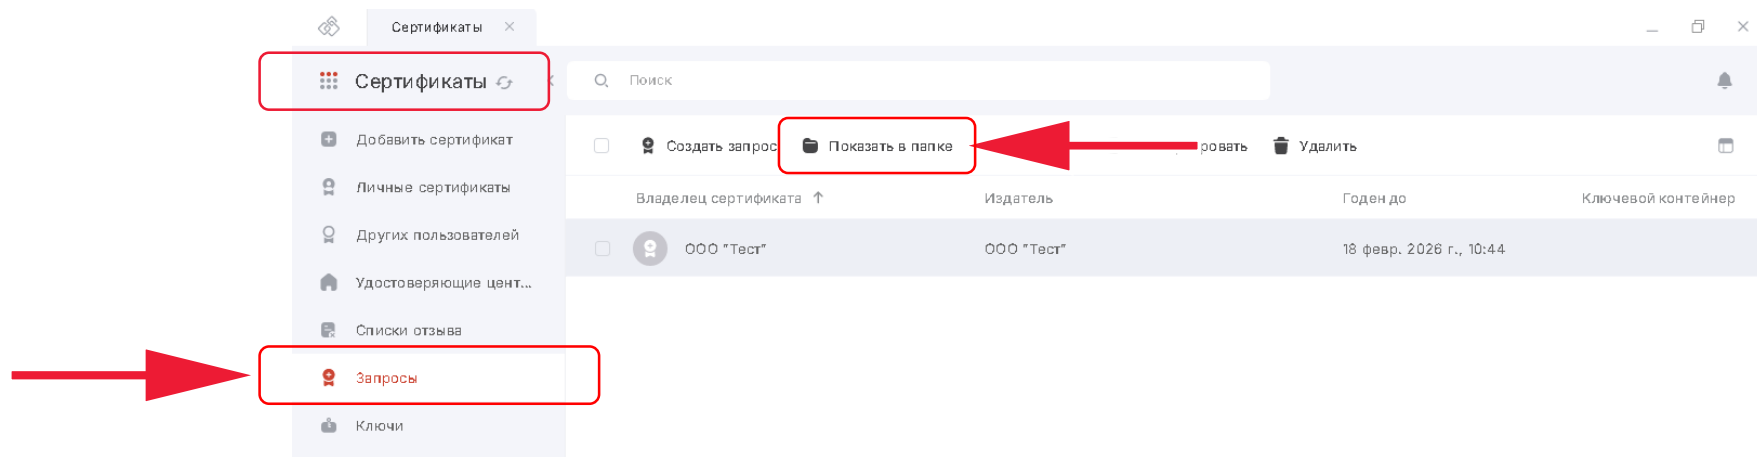 Сертификаты
Сертификаты
Поиск
Добавить сертификат
Создать запрос
Показать в папке
Удалить
Личные сертификаты
Владелец сертификата
Издатель
Годен до
Ключевой контейнер
Других пользователей
ООО "Тест"
ООО "Тест"
18 февр. 2026 г., 10:44
Удостоверяющие цент...
Списки отзыва
Запросы
Ключи